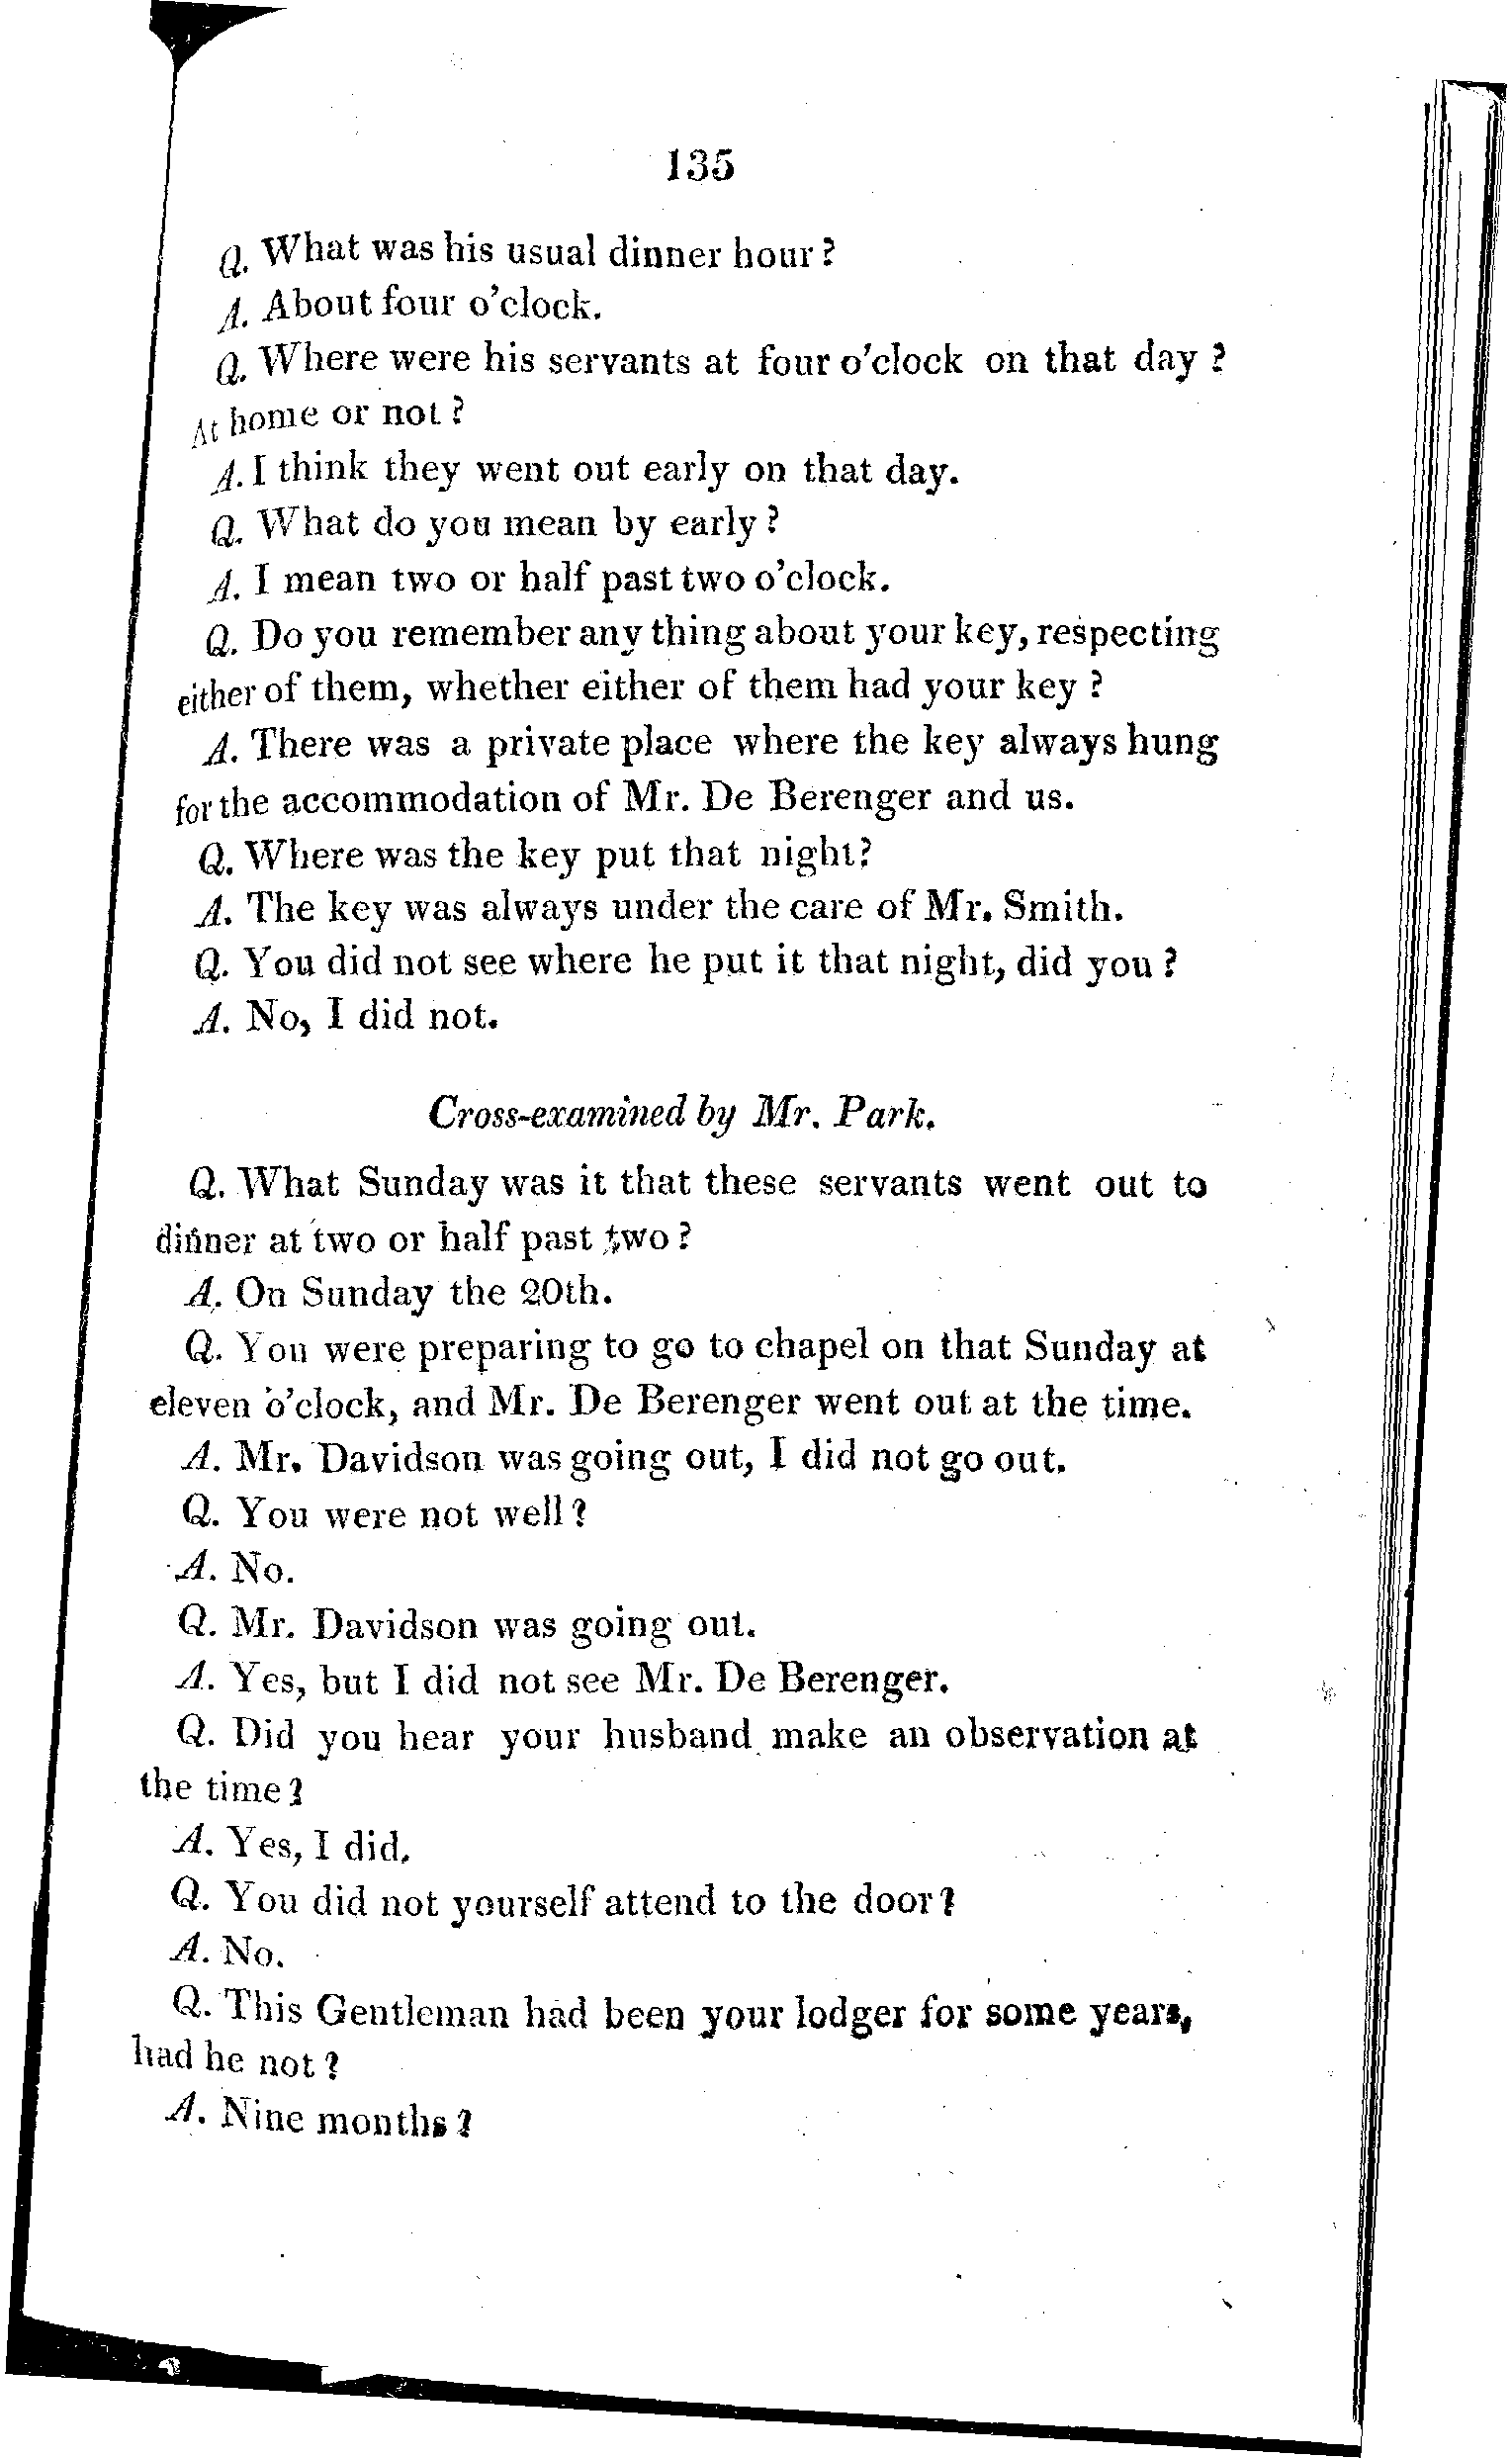 135
Q. What was his usual dinner hour?
A. About four o'clock.
Q. Where were his servants at four o'clock on that day?
At home or not?
A. I think they went out early on that day.
Q. What do you mean by early?
A. I mean two or half past two o'clock.
Q. Do you remember any thing about your key, respecting
either of them, whether either of them had your key?
A. There was a private place where the key always hung
for the accommodation of Mr. De Berenger and us.
Q. Where was the key put that night?
A. The key was always under the care of Mr. Smith.
Q. You did not see where he put it that night, did you?
A. No, I did not.
Cross-examined by Mr. Park.
Q. What Sunday was it that these servants went out to
dinner at two or half past two?
A. On Sunday the 20th.
Q. You were preparing to go to chapel on that Sunday at
eleven o'clock, and Mr. De Berenger went out at the time.
A. Mr. Davidson was going out, I did not go out.
Q. You were not well?
A. No.
Q. Mr. Davidson was going out.
A. Yes, but I did not see Mr. De Berenger.
Q. Did you hear your husband make an observation at
the time?
A. Yes, I did.
Q. You did not yourself attend to the door?
A. No.
Q. This Gentleman had been your lodger for some years,
had he not?
A. Nine months?